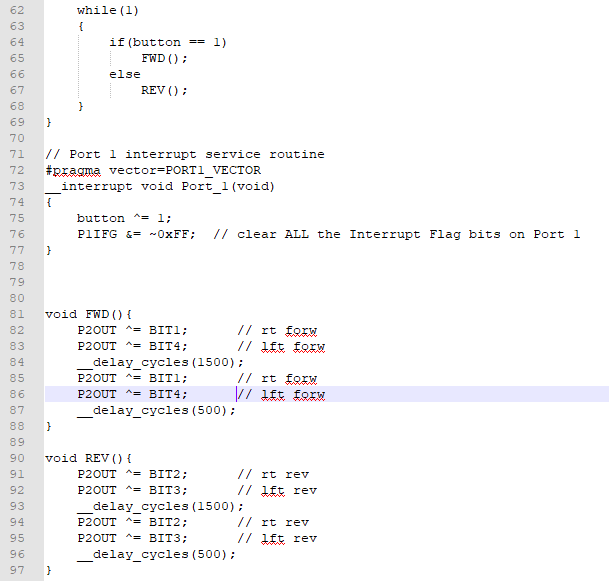 62 while(1)
63 {
64 if(button == 1)
65 FWD();
66 else
67 REV();
68 }
69 }
70
71 // Port 1 interrupt service routine
72 #pragma vector=PORT1_VECTOR
73 __interrupt void Port_1(void)
74 {
75 button ^= 1;
76 P1IFG &= ~0xFF; // clear ALL the Interrupt Flag bits on Port 1
77 }
78
79
80
81 void FWD(){
82 P2OUT ^= BIT1; // rt forw
83 P2OUT ^= BIT4; // lft forw
84 __delay_cycles(1500);
85 P2OUT ^= BIT1; // rt forw
86 P2OUT ^= BIT4; // lft forw
87 __delay_cycles(500);
88 }
89
90 void REV(){
91 P2OUT ^= BIT2; // rt rev
92 P2OUT ^= BIT3; // lft rev
93 __delay_cycles(1500);
94 P2OUT ^= BIT2; // rt rev
95 P2OUT ^= BIT3; // lft rev
96 __delay_cycles(500);
97 }